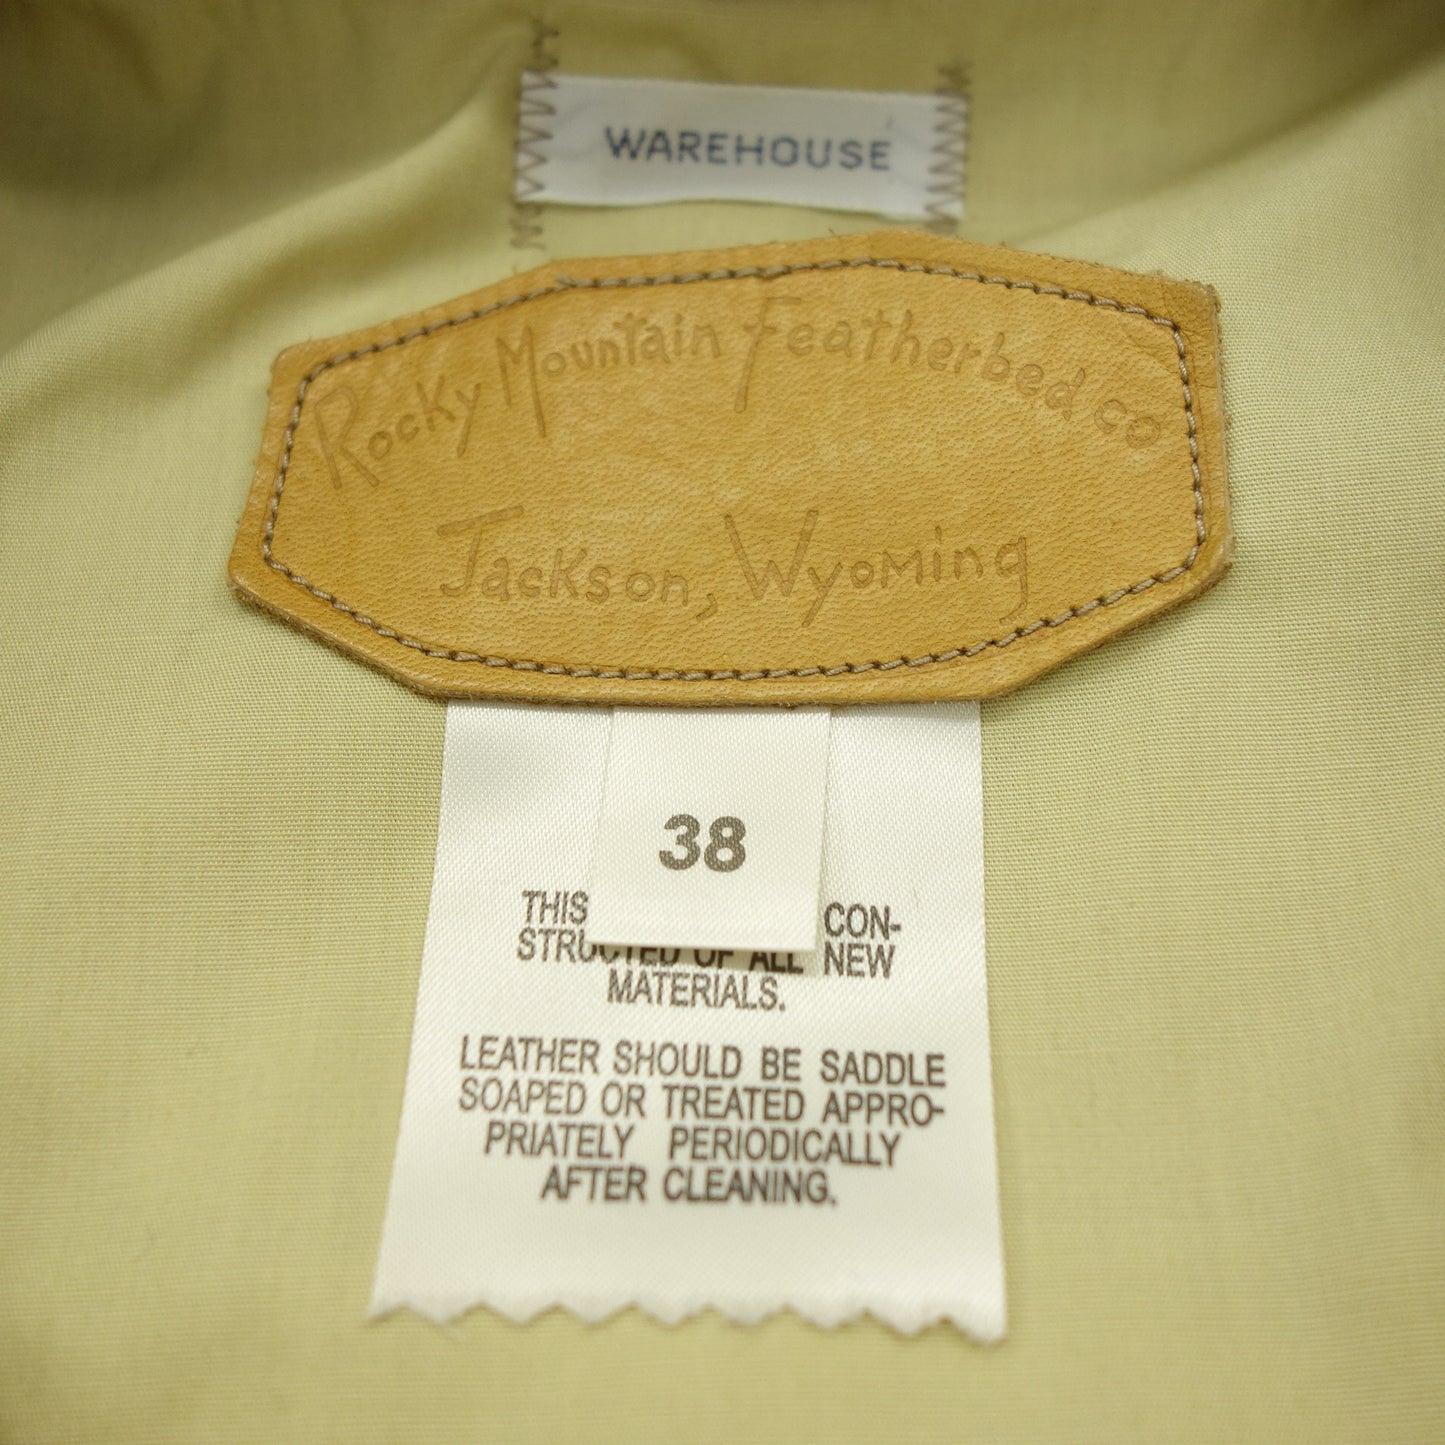 WAREHOUSE
Rocky Mountain Featherbed co
Jackson, Wyoming
38
THIS CON-
STRUCTED OF ALL NEW
MATERIALS.
LEATHER SHOULD BE SADDLE
SOAPED OR TREATED APPRO-
PRIATELY PERIODICALLY
AFTER CLEANING.